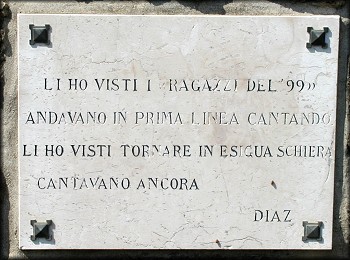 LI HO VISTI I «RAGAZZI DEL '99»
ANDAVANO IN PRIMA LINEA CANTANDO
LI HO VISTI TORNARE IN ESIGUA SCHIERA
CANTAVANO ANCORA
DIAZ